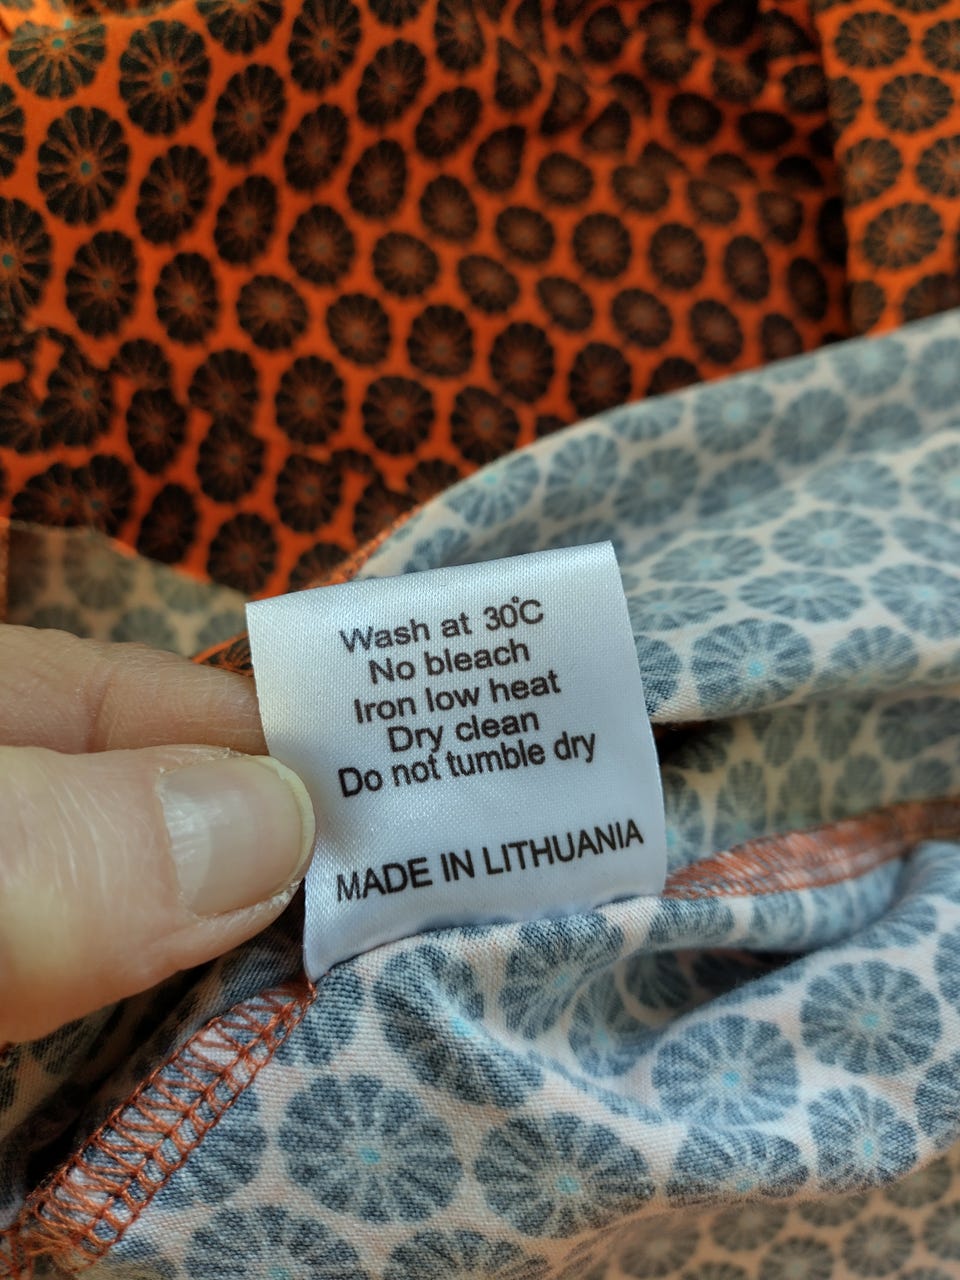 Wash at 30°C
No bleach
Iron low heat
Dry clean
Do not tumble dry
MADE IN LITHUANIA